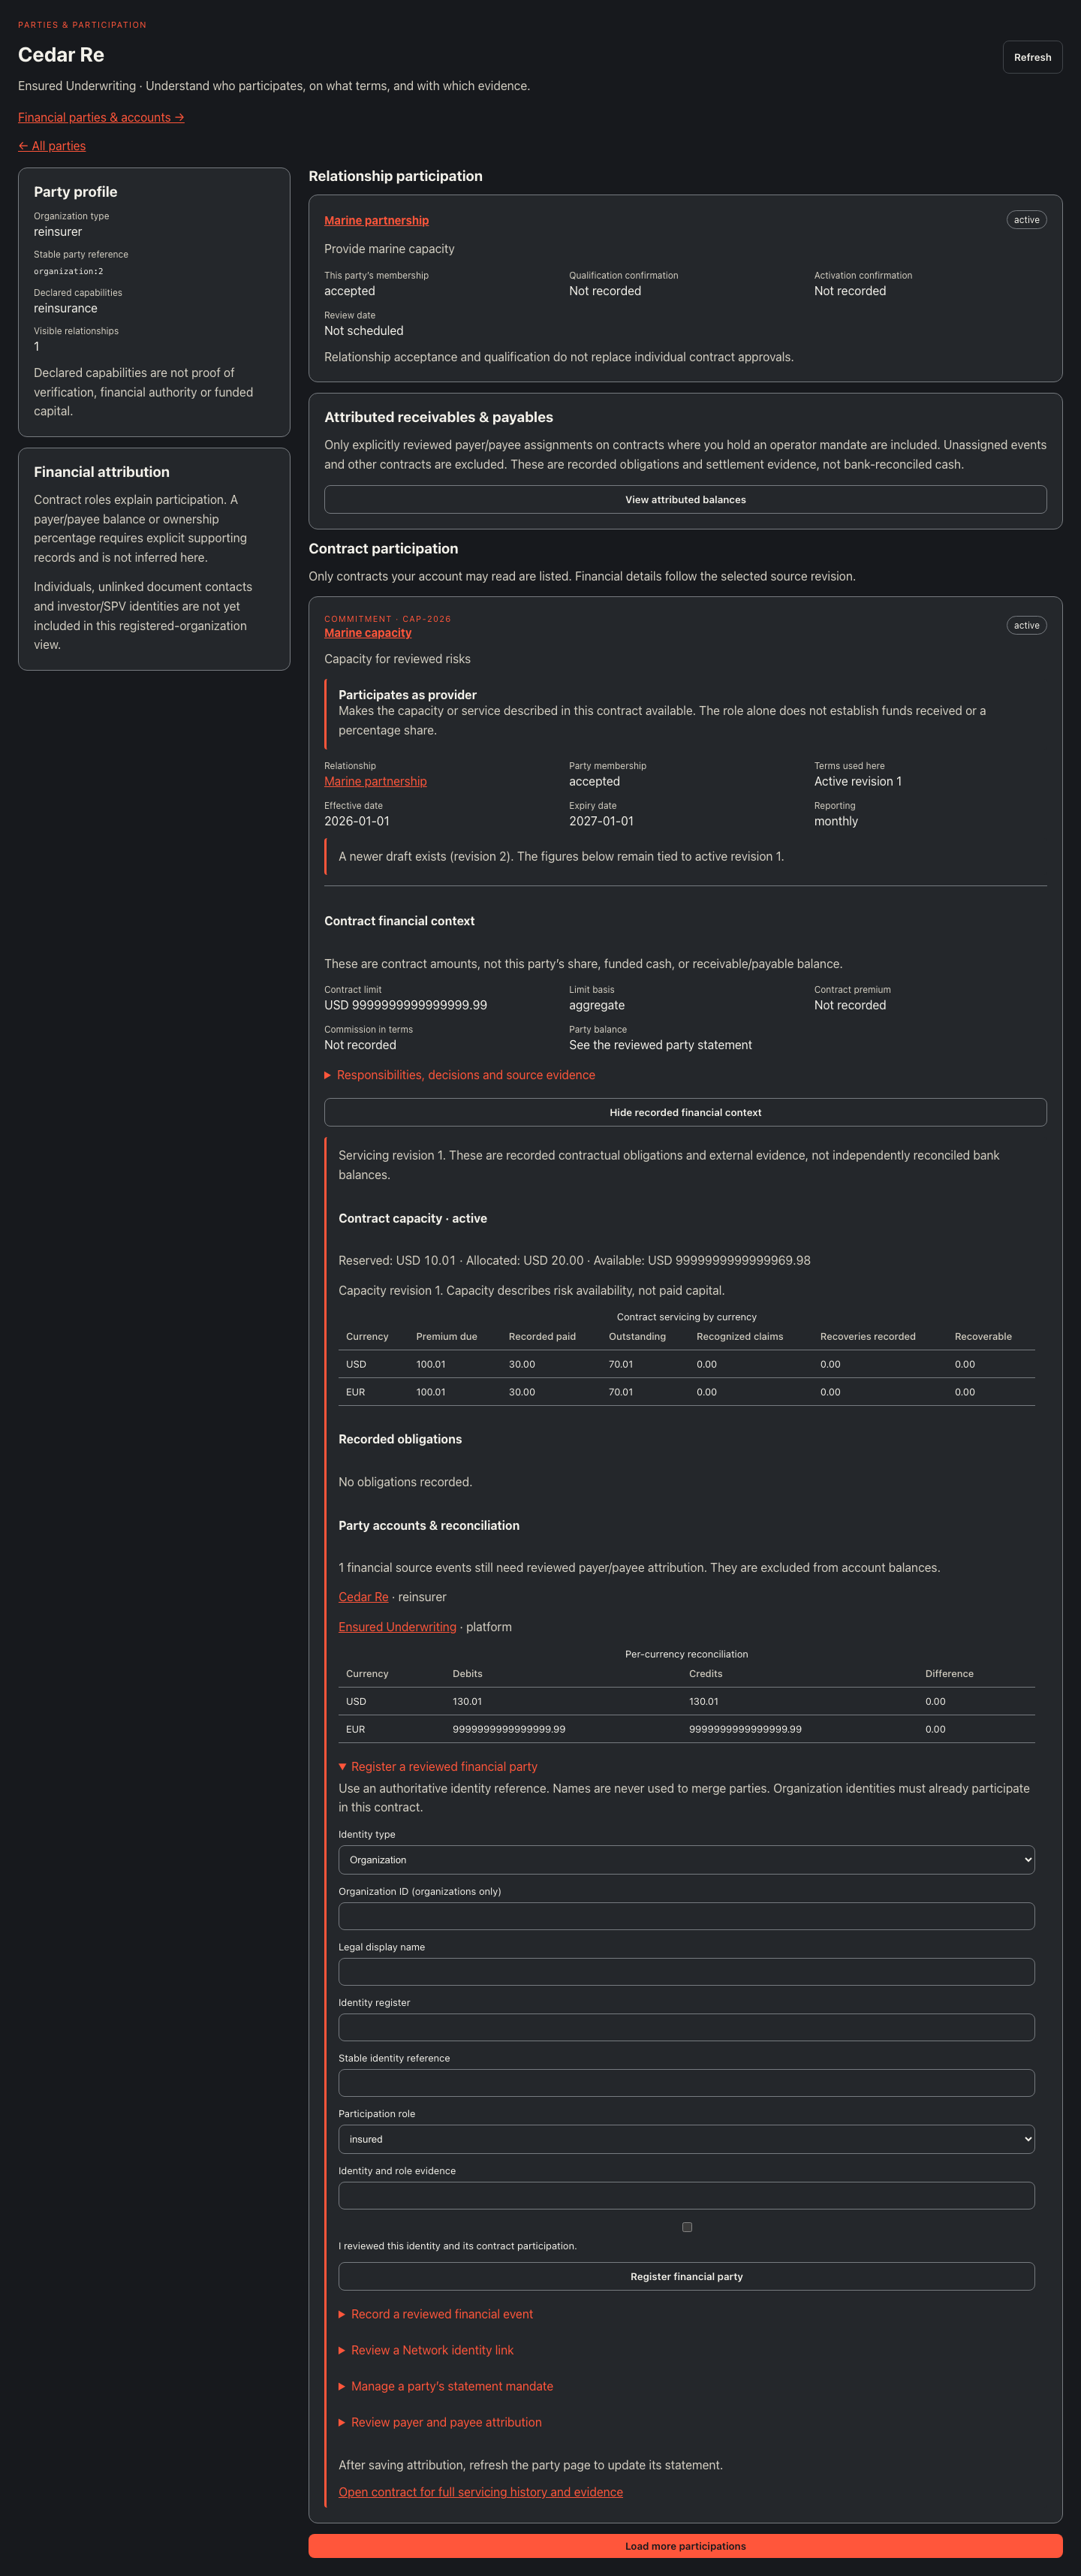 PARTIES & PARTICIPATION
Cedar Re
Refresh
Ensured Underwriting · Understand who participates, on what terms, and with which evidence.
Financial parties & accounts →
← All parties
Party profile
Organization type
reinsurer
Stable party reference
organization:2
Declared capabilities
reinsurance
Visible relationships
1
Declared capabilities are not proof of
verification, financial authority or funded
capital.
Financial attribution
Contract roles explain participation. A
payer/payee balance or ownership
percentage requires explicit supporting
records and is not inferred here.
Individuals, unlinked document contacts
and investor/SPV identities are not yet
included in this registered-organization
view.
Relationship participation
Marine partnership
active
Provide marine capacity
This party's membership
accepted
Qualification confirmation
Not recorded
Activation confirmation
Not recorded
Review date
Not scheduled
Relationship acceptance and qualification do not replace individual contract approvals.
Attributed receivables & payables
Only explicitly reviewed payer/payee assignments on contracts where you hold an operator mandate are included. Unassigned events
and other contracts are excluded. These are recorded obligations and settlement evidence, not bank-reconciled cash.
View attributed balances
Contract participation
Only contracts your account may read are listed. Financial details follow the selected source revision.
COMMITMENT · CAP-2026
Marine capacity
active
Capacity for reviewed risks
Participates as provider
Makes the capacity or service described in this contract available. The role alone does not establish funds received or a
percentage share.
Relationship
Marine partnership
Party membership
accepted
Terms used here
Active revision 1
Effective date
2026-01-01
Expiry date
2027-01-01
Reporting
monthly
A newer draft exists (revision 2). The figures below remain tied to active revision 1.
Contract financial context
These are contract amounts, not this party's share, funded cash, or receivable/payable balance.
Contract limit
USD 9999999999999999.99
Limit basis
aggregate
Contract premium
Not recorded
Commission in terms
Not recorded
Party balance
See the reviewed party statement
▶ Responsibilities, decisions and source evidence
Hide recorded financial context
Servicing revision 1. These are recorded contractual obligations and external evidence, not independently reconciled bank
balances.
Contract capacity · active
Reserved: USD 10.01 · Allocated: USD 20.00 · Available: USD 9999999999999969.98
Capacity revision 1. Capacity describes risk availability, not paid capital.
Contract servicing by currency
Currency Premium due Recorded paid Outstanding Recognized claims Recoveries recorded Recoverable
USD 100.01 30.00 70.01 0.00 0.00 0.00
EUR 100.01 30.00 70.01 0.00 0.00 0.00
Recorded obligations
No obligations recorded.
Party accounts & reconciliation
1 financial source events still need reviewed payer/payee attribution. They are excluded from account balances.
Cedar Re · reinsurer
Ensured Underwriting · platform
Per-currency reconciliation
Currency Debits Credits Difference
USD 130.01 130.01 0.00
EUR 9999999999999999.99 9999999999999999.99 0.00
▼ Register a reviewed financial party
Use an authoritative identity reference. Names are never used to merge parties. Organization identities must already participate
in this contract.
Identity type
Organization
Organization ID (organizations only)
Legal display name
Identity register
Stable identity reference
Participation role
insured
Identity and role evidence
I reviewed this identity and its contract participation.
Register financial party
▶ Record a reviewed financial event
▶ Review a Network identity link
▶ Manage a party's statement mandate
▶ Review payer and payee attribution
After saving attribution, refresh the party page to update its statement.
Open contract for full servicing history and evidence
Load more participations